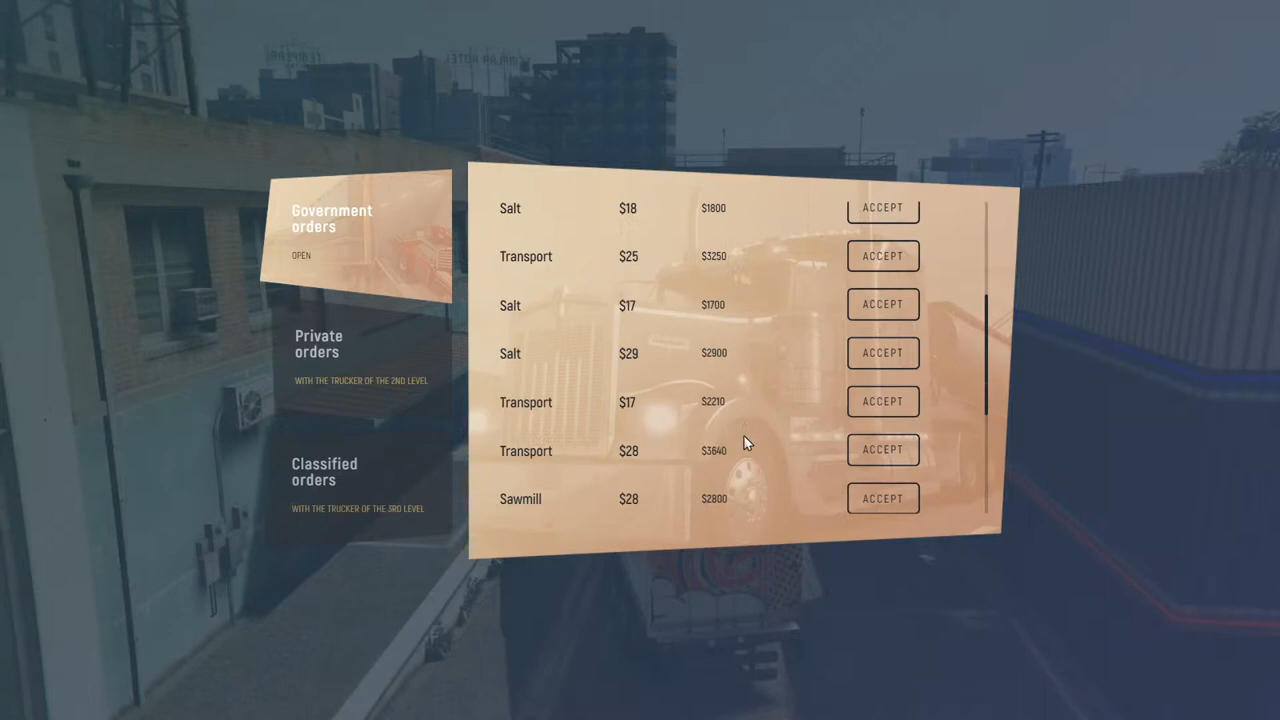 Government
orders
OPEN
Private
orders
WITH THE TRUCKER OF THE 2ND LEVEL
Classified
orders
WITH THE TRUCKER OF THE 3RD LEVEL
Salt $18 $1800 ACCEPT
Transport $25 $3250 ACCEPT
Salt $17 $1700 ACCEPT
Salt $29 $2900 ACCEPT
Transport $17 $2210 ACCEPT
Transport $28 $3640 ACCEPT
Sawmill $28 $2800 ACCEPT